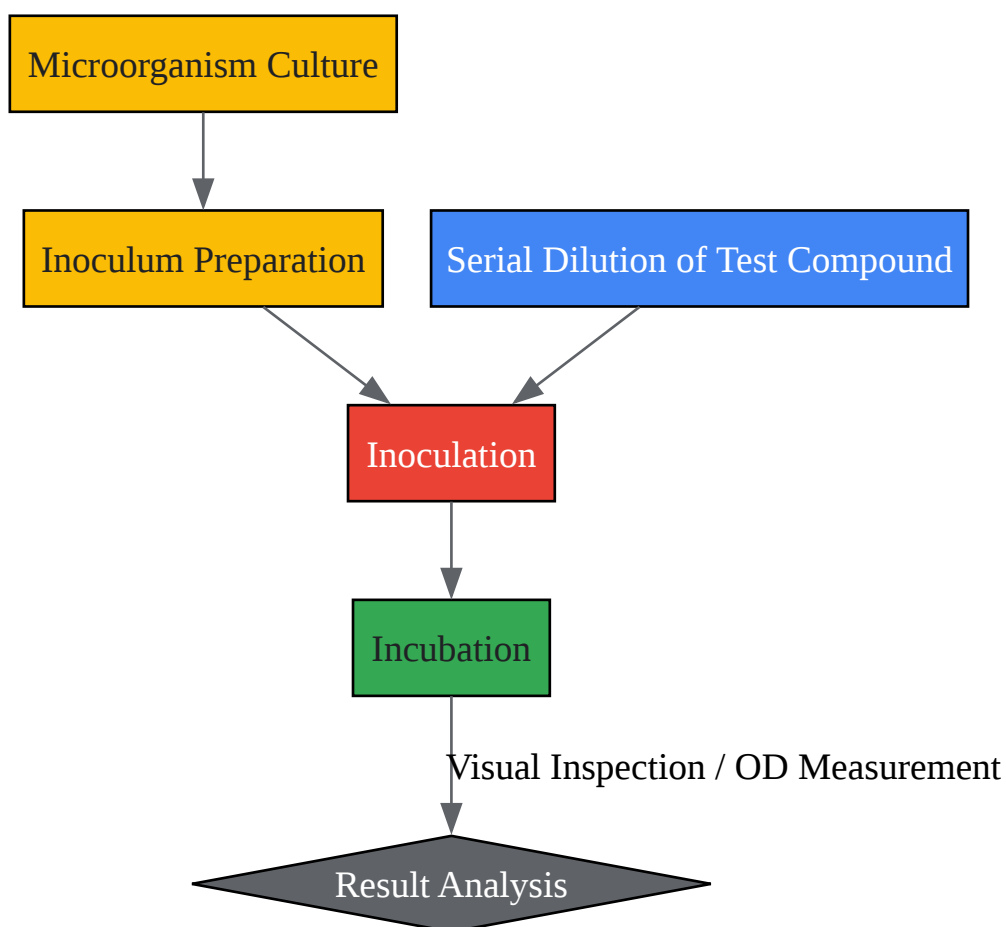 Microorganism Culture
Inoculum Preparation
Serial Dilution of Test Compound
Inoculation
Incubation
Visual Inspection / OD Measurement
Result Analysis